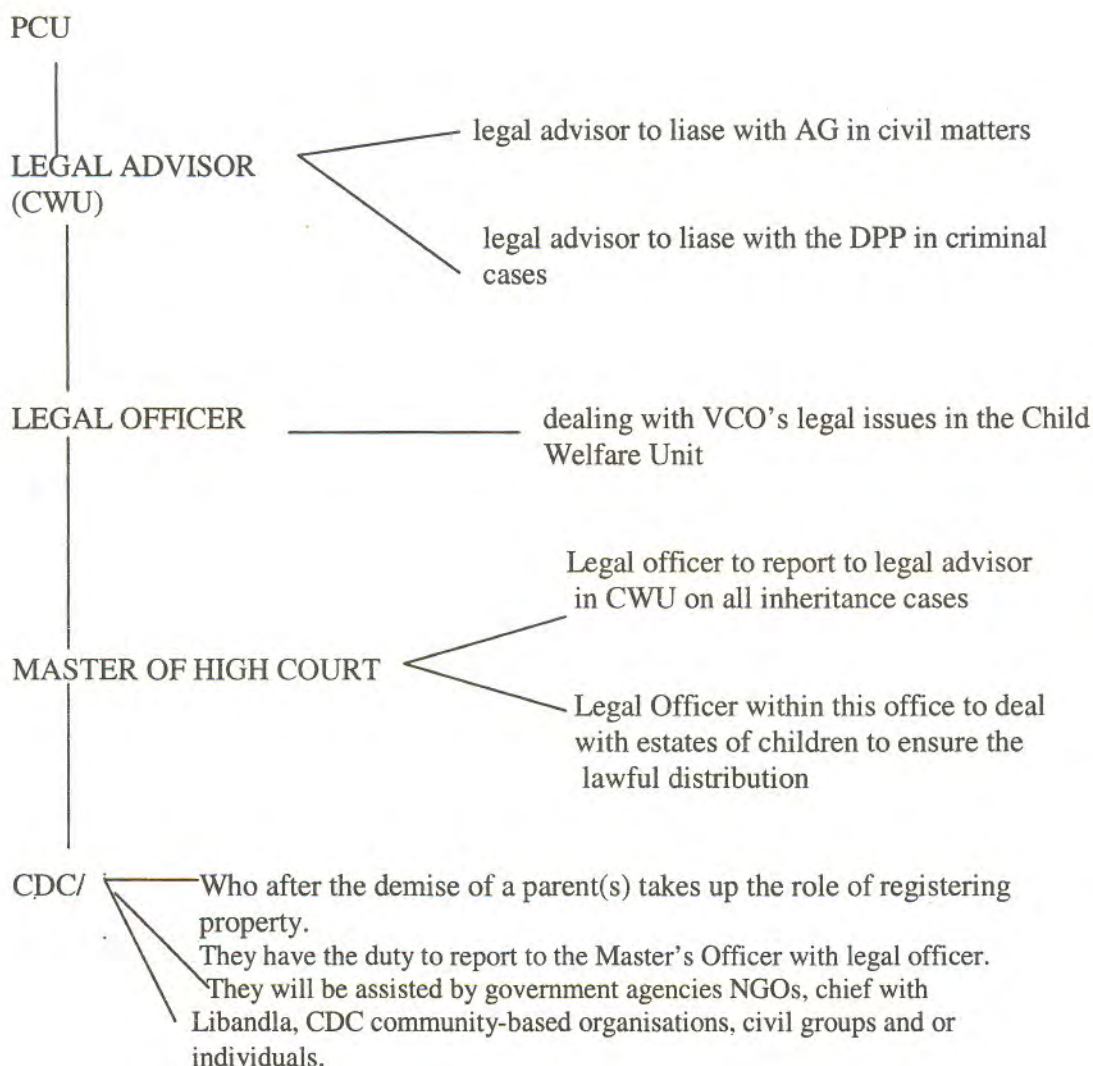 PCU
legal advisor to liase with AG in civil matters
LEGAL ADVISOR
(CWU)
legal advisor to liase with the DPP in criminal
cases
LEGAL OFFICER
dealing with VCO's legal issues in the Child
Welfare Unit
Legal officer to report to legal advisor
in CWU on all inheritance cases
MASTER OF HIGH COURT
Legal Officer within this office to deal
with estates of children to ensure the
lawful distribution
CDC/
Who after the demise of a parent(s) takes up the role of registering
property.
They have the duty to report to the Master's Officer with legal officer.
They will be assisted by government agencies NGOs, chief with
Libandla, CDC community-based organisations, civil groups and or
individuals.